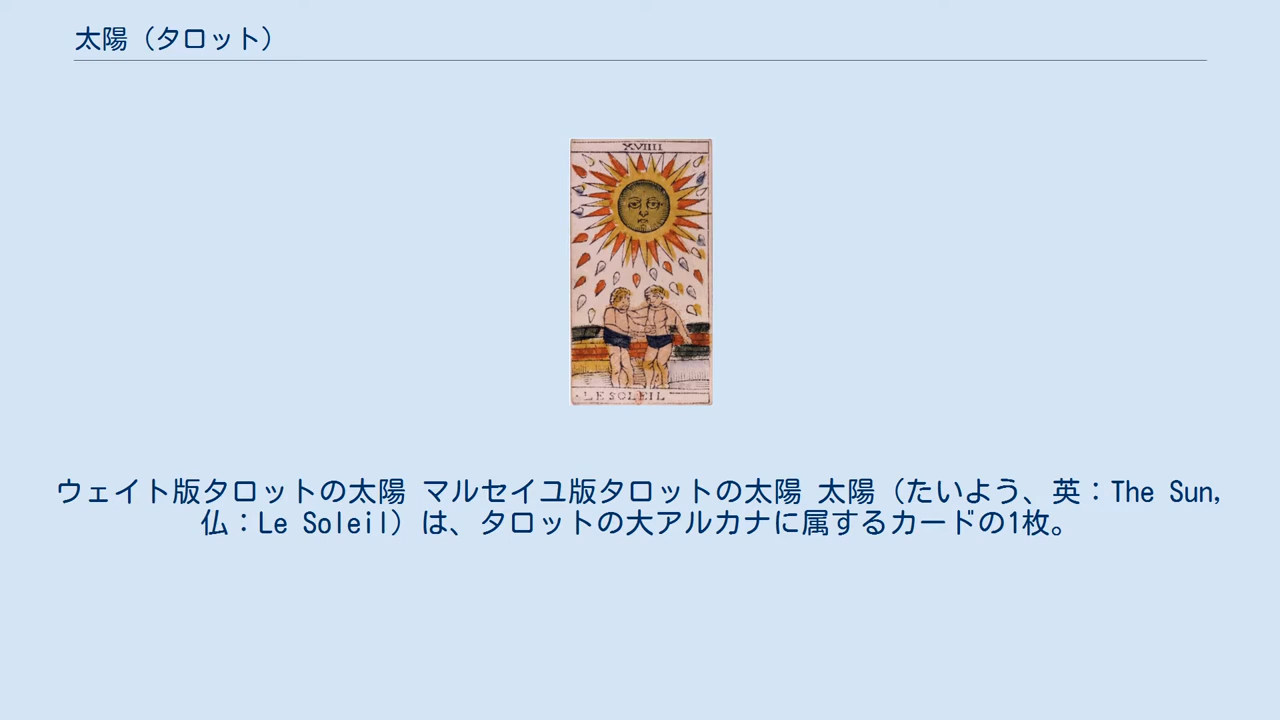 太陽（タロット）
XVIIII
LE SOLEIL
ウェイト版タロットの太陽 マルセイユ版タロットの太陽 太陽（たいよう、英：The Sun,
仏：Le Soleil）は、タロットの大アルカナに属するカードの1枚。